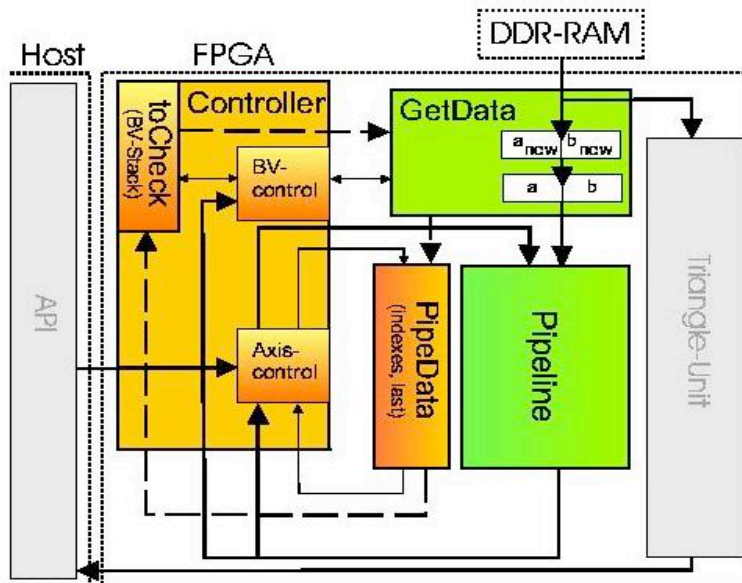 DDR-RAM
Host
FPGA
Controller
toCheck
(BV-Stack)
GetData
a_new b_new
BV-
control
a b
API
Axis-
control
PipeData
(indexes, last)
Pipeline
Triangle-Unit